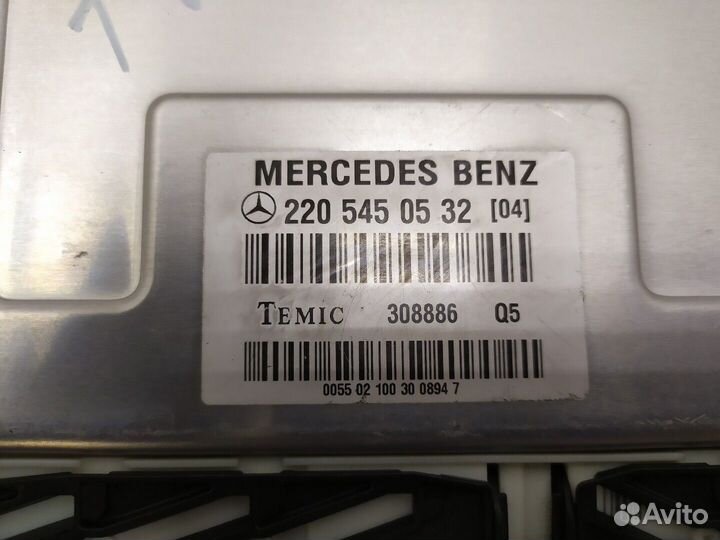 MERCEDES BENZ
220 545 05 32 [04]
TEMIC 308886 Q5
0055 02 100 30 0894 7
Avito